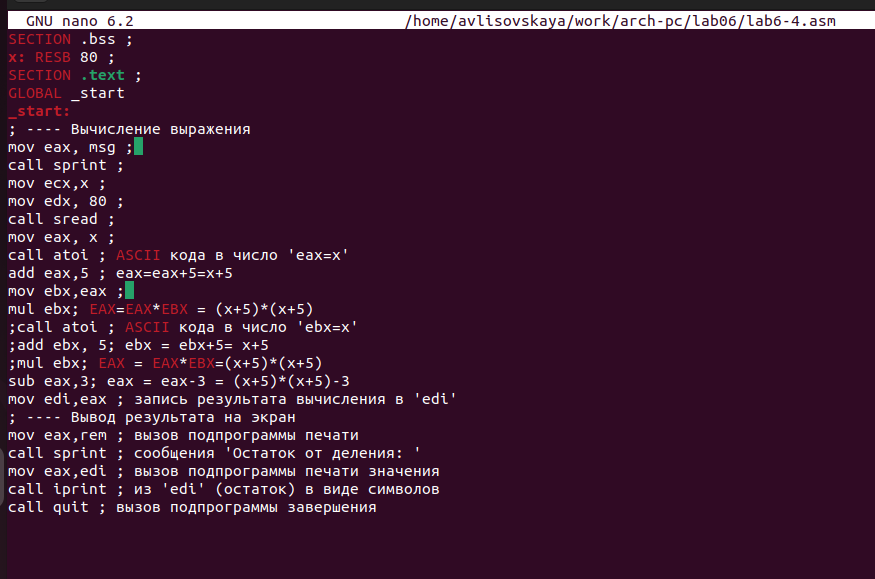 GNU nano 6.2 /home/avlisovskaya/work/arch-pc/lab06/lab6-4.asm
SECTION .bss ;
x: RESB 80 ;
SECTION .text ;
GLOBAL _start
_start:
; ---- Вычисление выражения
mov eax, msg ;
call sprint ;
mov ecx,x ;
mov edx, 80 ;
call sread ;
mov eax, x ;
call atoi ; ASCII кода в число 'eax=x'
add eax,5 ; eax=eax+5=x+5
mov ebx,eax ;
mul ebx; EAX=EAX*EBX = (x+5)*(x+5)
;call atoi ; ASCII кода в число 'ebx=x'
;add ebx, 5; ebx = ebx+5= x+5
;mul ebx; EAX = EAX*EBX=(x+5)*(x+5)
sub eax,3; eax = eax-3 = (x+5)*(x+5)-3
mov edi,eax ; запись результата вычисления в 'edi'
; ---- Вывод результата на экран
mov eax,rem ; вызов подпрограммы печати
call sprint ; сообщения 'Остаток от деления: '
mov eax,edi ; вызов подпрограммы печати значения
call iprint ; из 'edi' (остаток) в виде символов
call quit ; вызов подпрограммы завершения